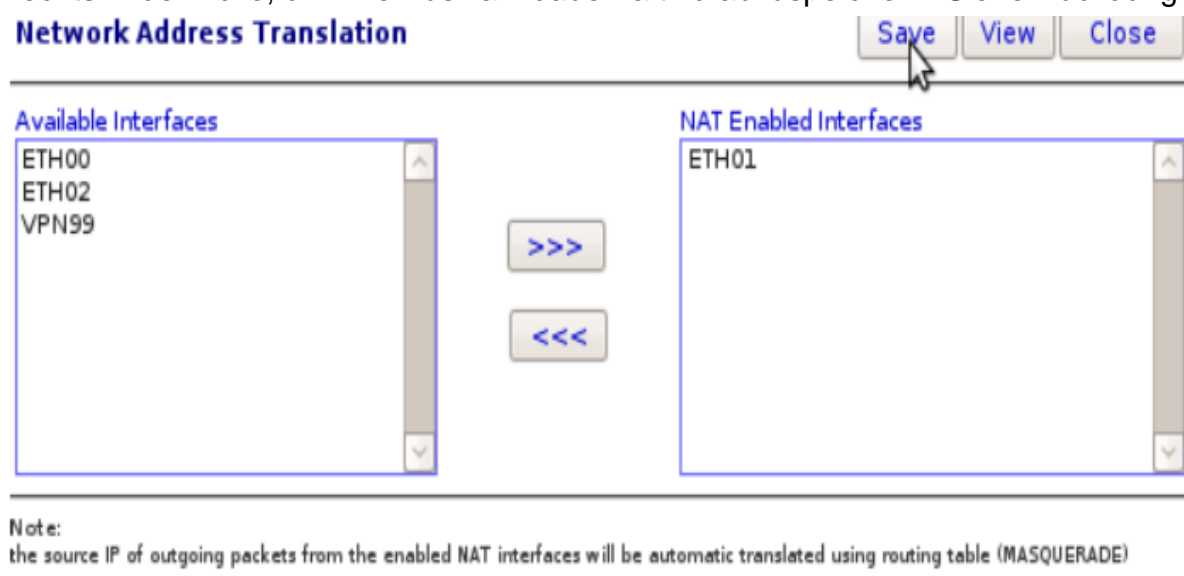 Network Address Translation
Save View Close
Available Interfaces
ETH00
ETH02
VPN99
>>>
<<<
NAT Enabled Interfaces
ETH01
Note:
the source IP of outgoing packets from the enabled NAT interfaces will be automatic translated using routing table (MASQUERADE)